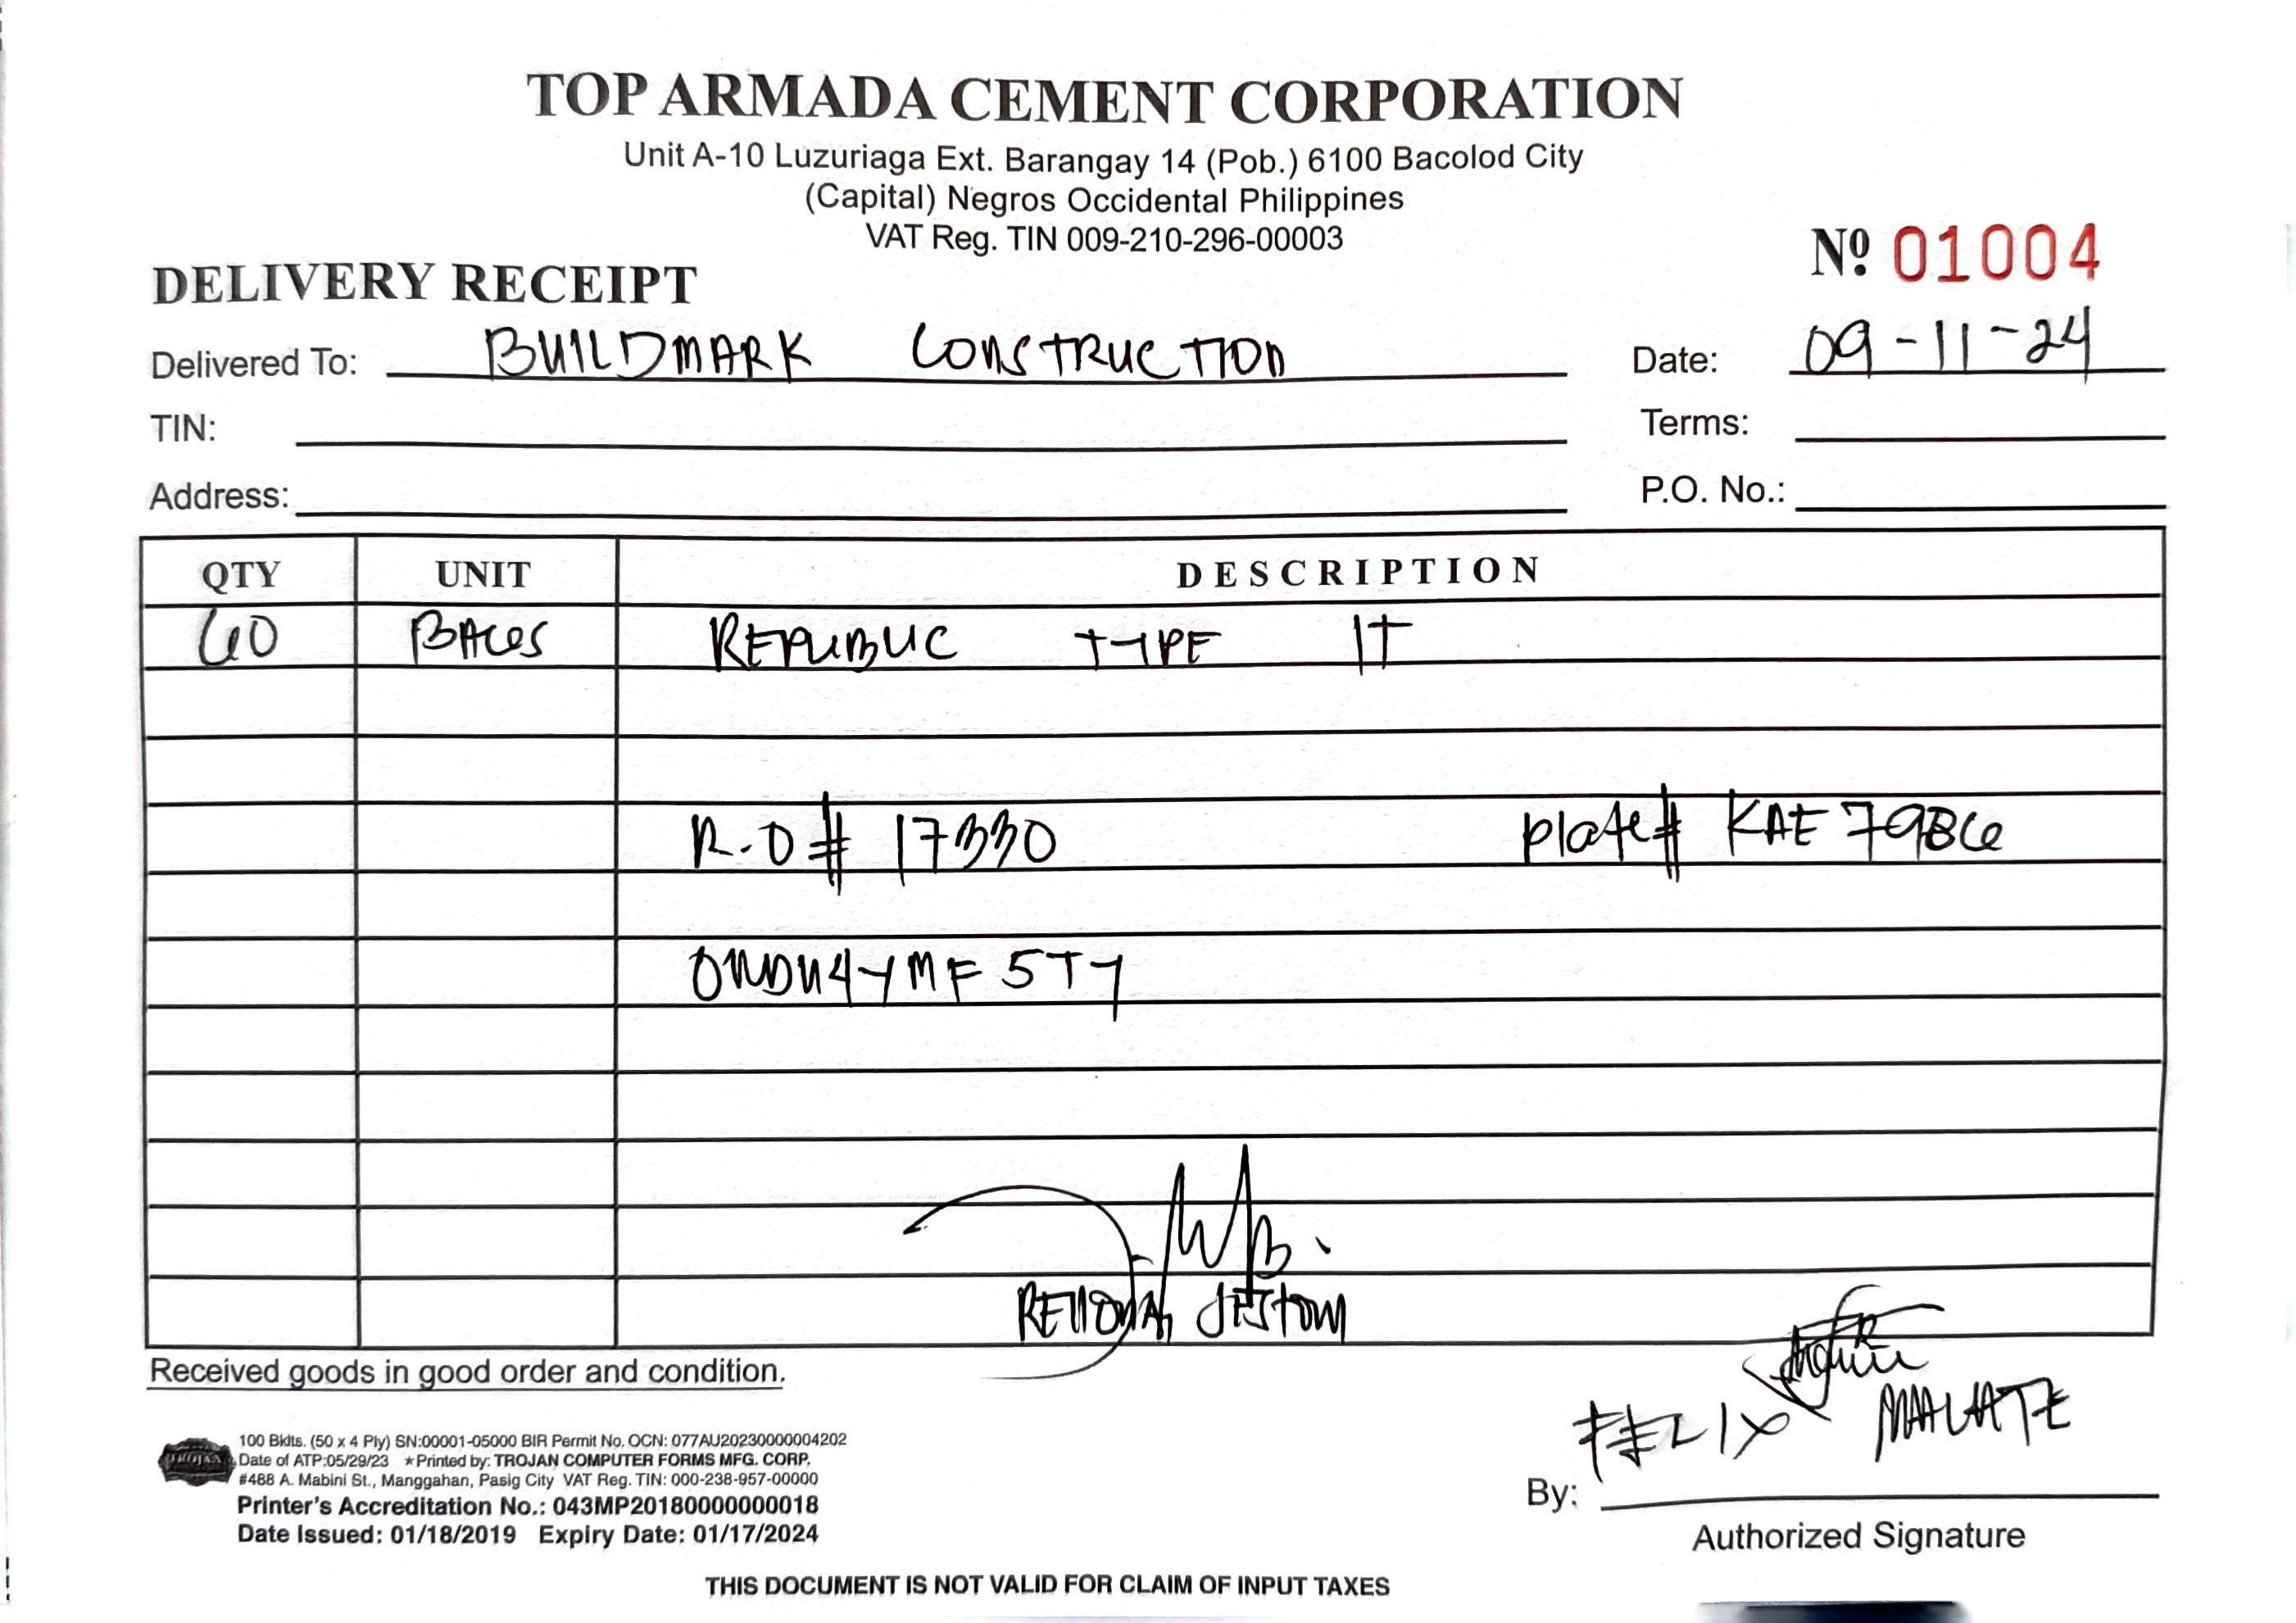 TOP ARMADA CEMENT CORPORATION
Unit A-10 Luzuriaga Ext. Barangay 14 (Pob.) 6100 Bacolod City
(Capital) Negros Occidental Philippines
VAT Reg. TIN 009-210-296-00003
Nº 01004
DELIVERY RECEIPT
Delivered To: BUILDMARK CONSTRUCTION Date: 09-11-24
TIN: Terms:
Address: P.O. No.:
QTY UNIT DESCRIPTION
60 BAGS REPUBLIC TYPE 1T
R.O# 17330 plate# KAE 7986
FELIX MALATE
Received goods in good order and condition.
100 Bklts. (50 x 4 Ply) SN:00001-05000 BIR Permit No. OCN: 077AU20230000004202
Date of ATP:05/29/23 ★Printed by: TROJAN COMPUTER FORMS MFG. CORP.
#488 A. Mabini St., Manggahan, Pasig City VAT Reg. TIN: 000-238-957-00000
Printer's Accreditation No.: 043MP20180000000018
Date Issued: 01/18/2019 Expiry Date: 01/17/2024
By:
Authorized Signature
THIS DOCUMENT IS NOT VALID FOR CLAIM OF INPUT TAXES